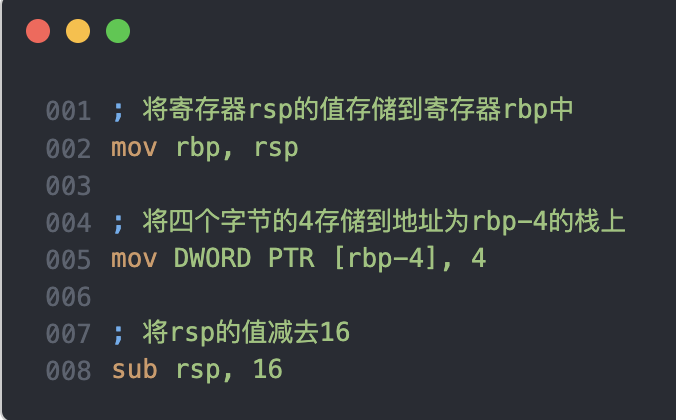 001 ; 将寄存器rsp的值存储到寄存器rbp中
002 mov rbp, rsp
003
004 ; 将四个字节的4存储到地址为rbp-4的栈上
005 mov DWORD PTR [rbp-4], 4
006
007 ; 将rsp的值减去16
008 sub rsp, 16